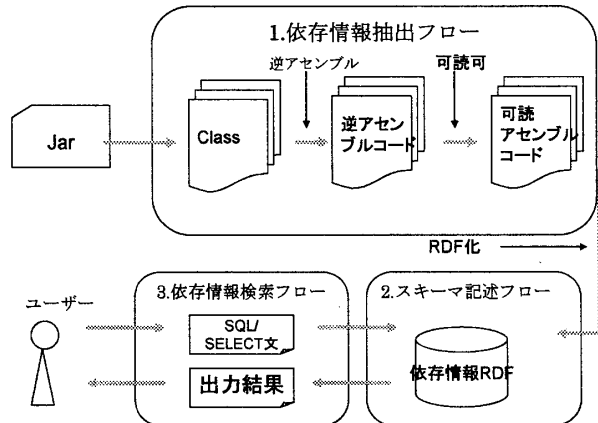 1.依存情報抽出フロー
逆アセンブル
可読可
Jar
Class
逆アセン
ブルコード
可読
アセンブル
コード
RDF化
ユーザー
3.依存情報検索フロー
2.スキーマ記述フロー
SQL/
SELECT文
出力結果
依存情報RDF